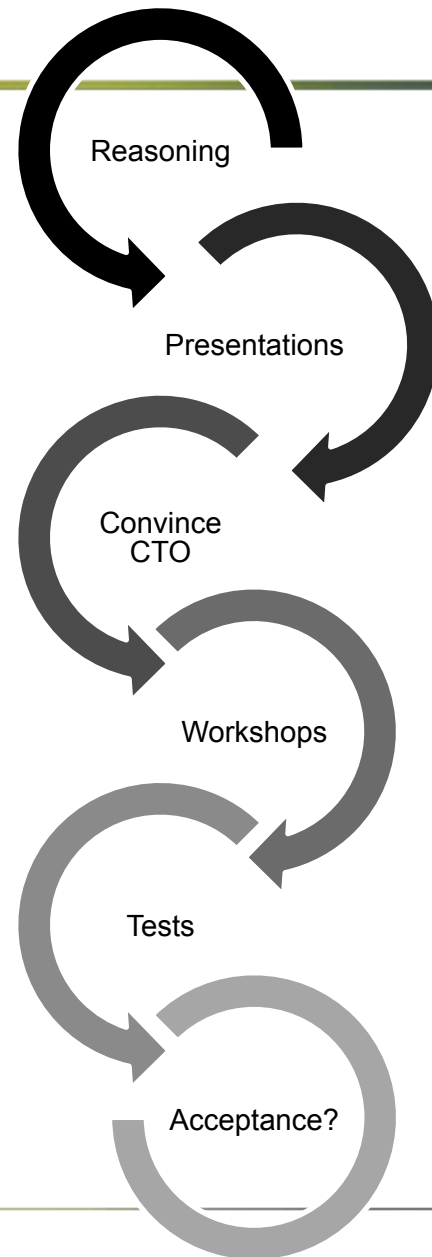 Reasoning
Presentations
Convince
CTO
Workshops
Tests
Acceptance?